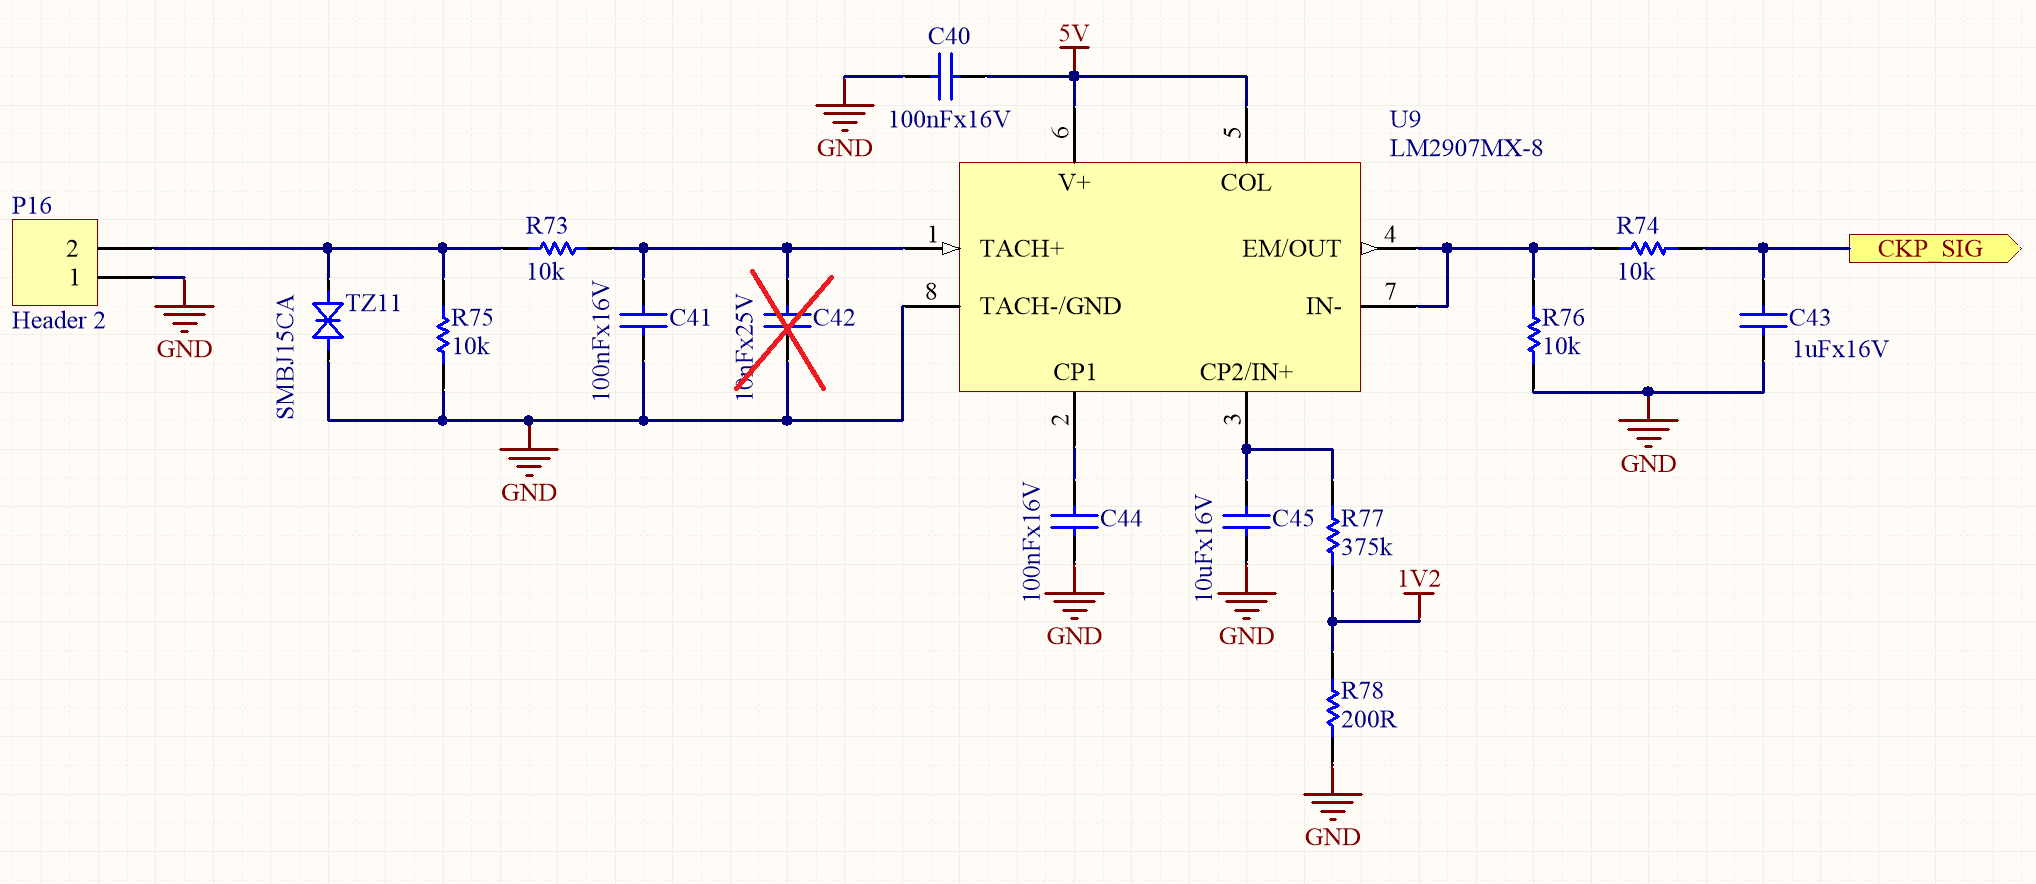 C40
5V
100nFx16V
GND
6
5
U9
LM2907MX-8
V+
COL
P16
2
1
Header 2
GND
SMBJ15CA
TZ11
R75
10k
R73
10k
100nFx16V
C41
10nFx25V
C42
GND
1
TACH+
8
TACH-/GND
EM/OUT
4
IN-
7
CP1
CP2/IN+
2
3
R74
10k
CKP_SIG
R76
10k
C43
1uFx16V
GND
100nFx16V
C44
GND
10uFx16V
C45
GND
R77
375k
1V2
R78
200R
GND